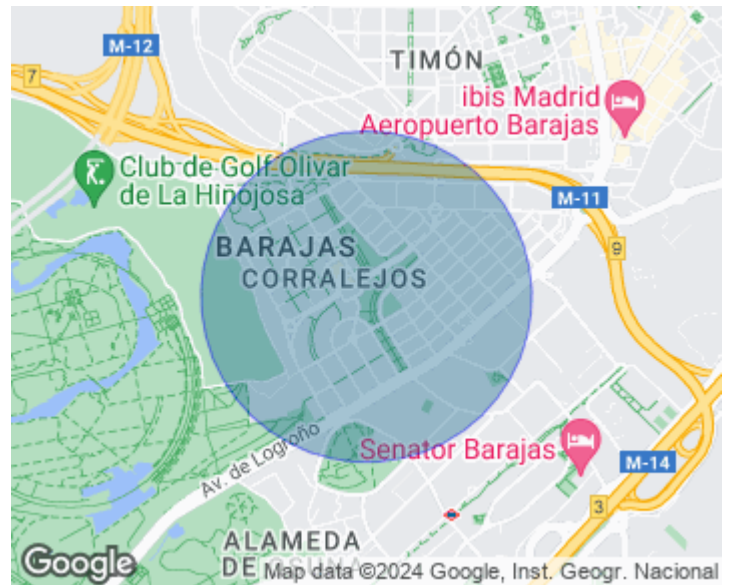 M-12
TIMÓN
7
ibis Madrid
Aeropuerto Barajas
Club de Golf Olivar
de La Hiñojosa
M-11
BARAJAS
CORRALEJOS
9
Av. de Logroño
Senator Barajas
M-14
3
ALAMEDA
DE
Google
Map data ©2024 Google, Inst. Geogr. Nacional